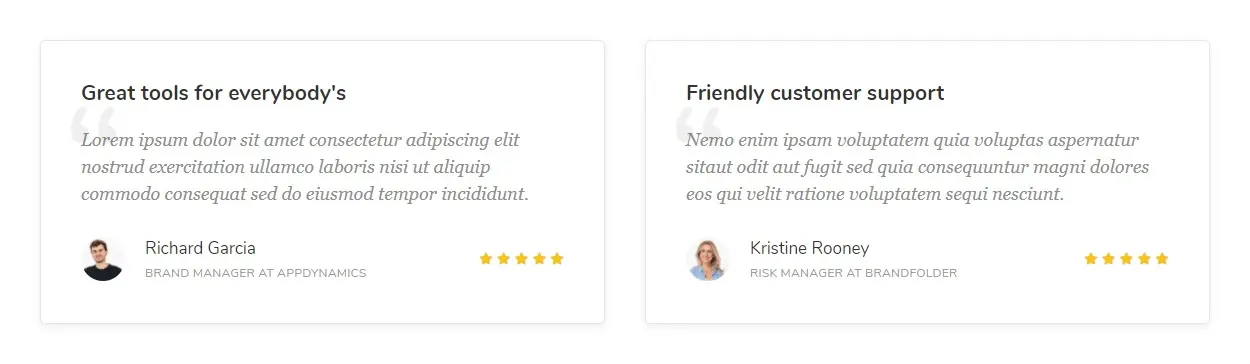 Great tools for everybody's
“
Lorem ipsum dolor sit amet consectetur adipiscing elit
nostrud exercitation ullamco laboris nisi ut aliquip
commodo consequat sed do eiusmod tempor incididunt.
Richard Garcia
BRAND MANAGER AT APPDYNAMICS
Friendly customer support
“
Nemo enim ipsam voluptatem quia voluptas aspernatur
sitaut odit aut fugit sed quia consequuntur magni dolores
eos qui velit ratione voluptatem sequi nesciunt.
Kristine Rooney
RISK MANAGER AT BRANDFOLDER